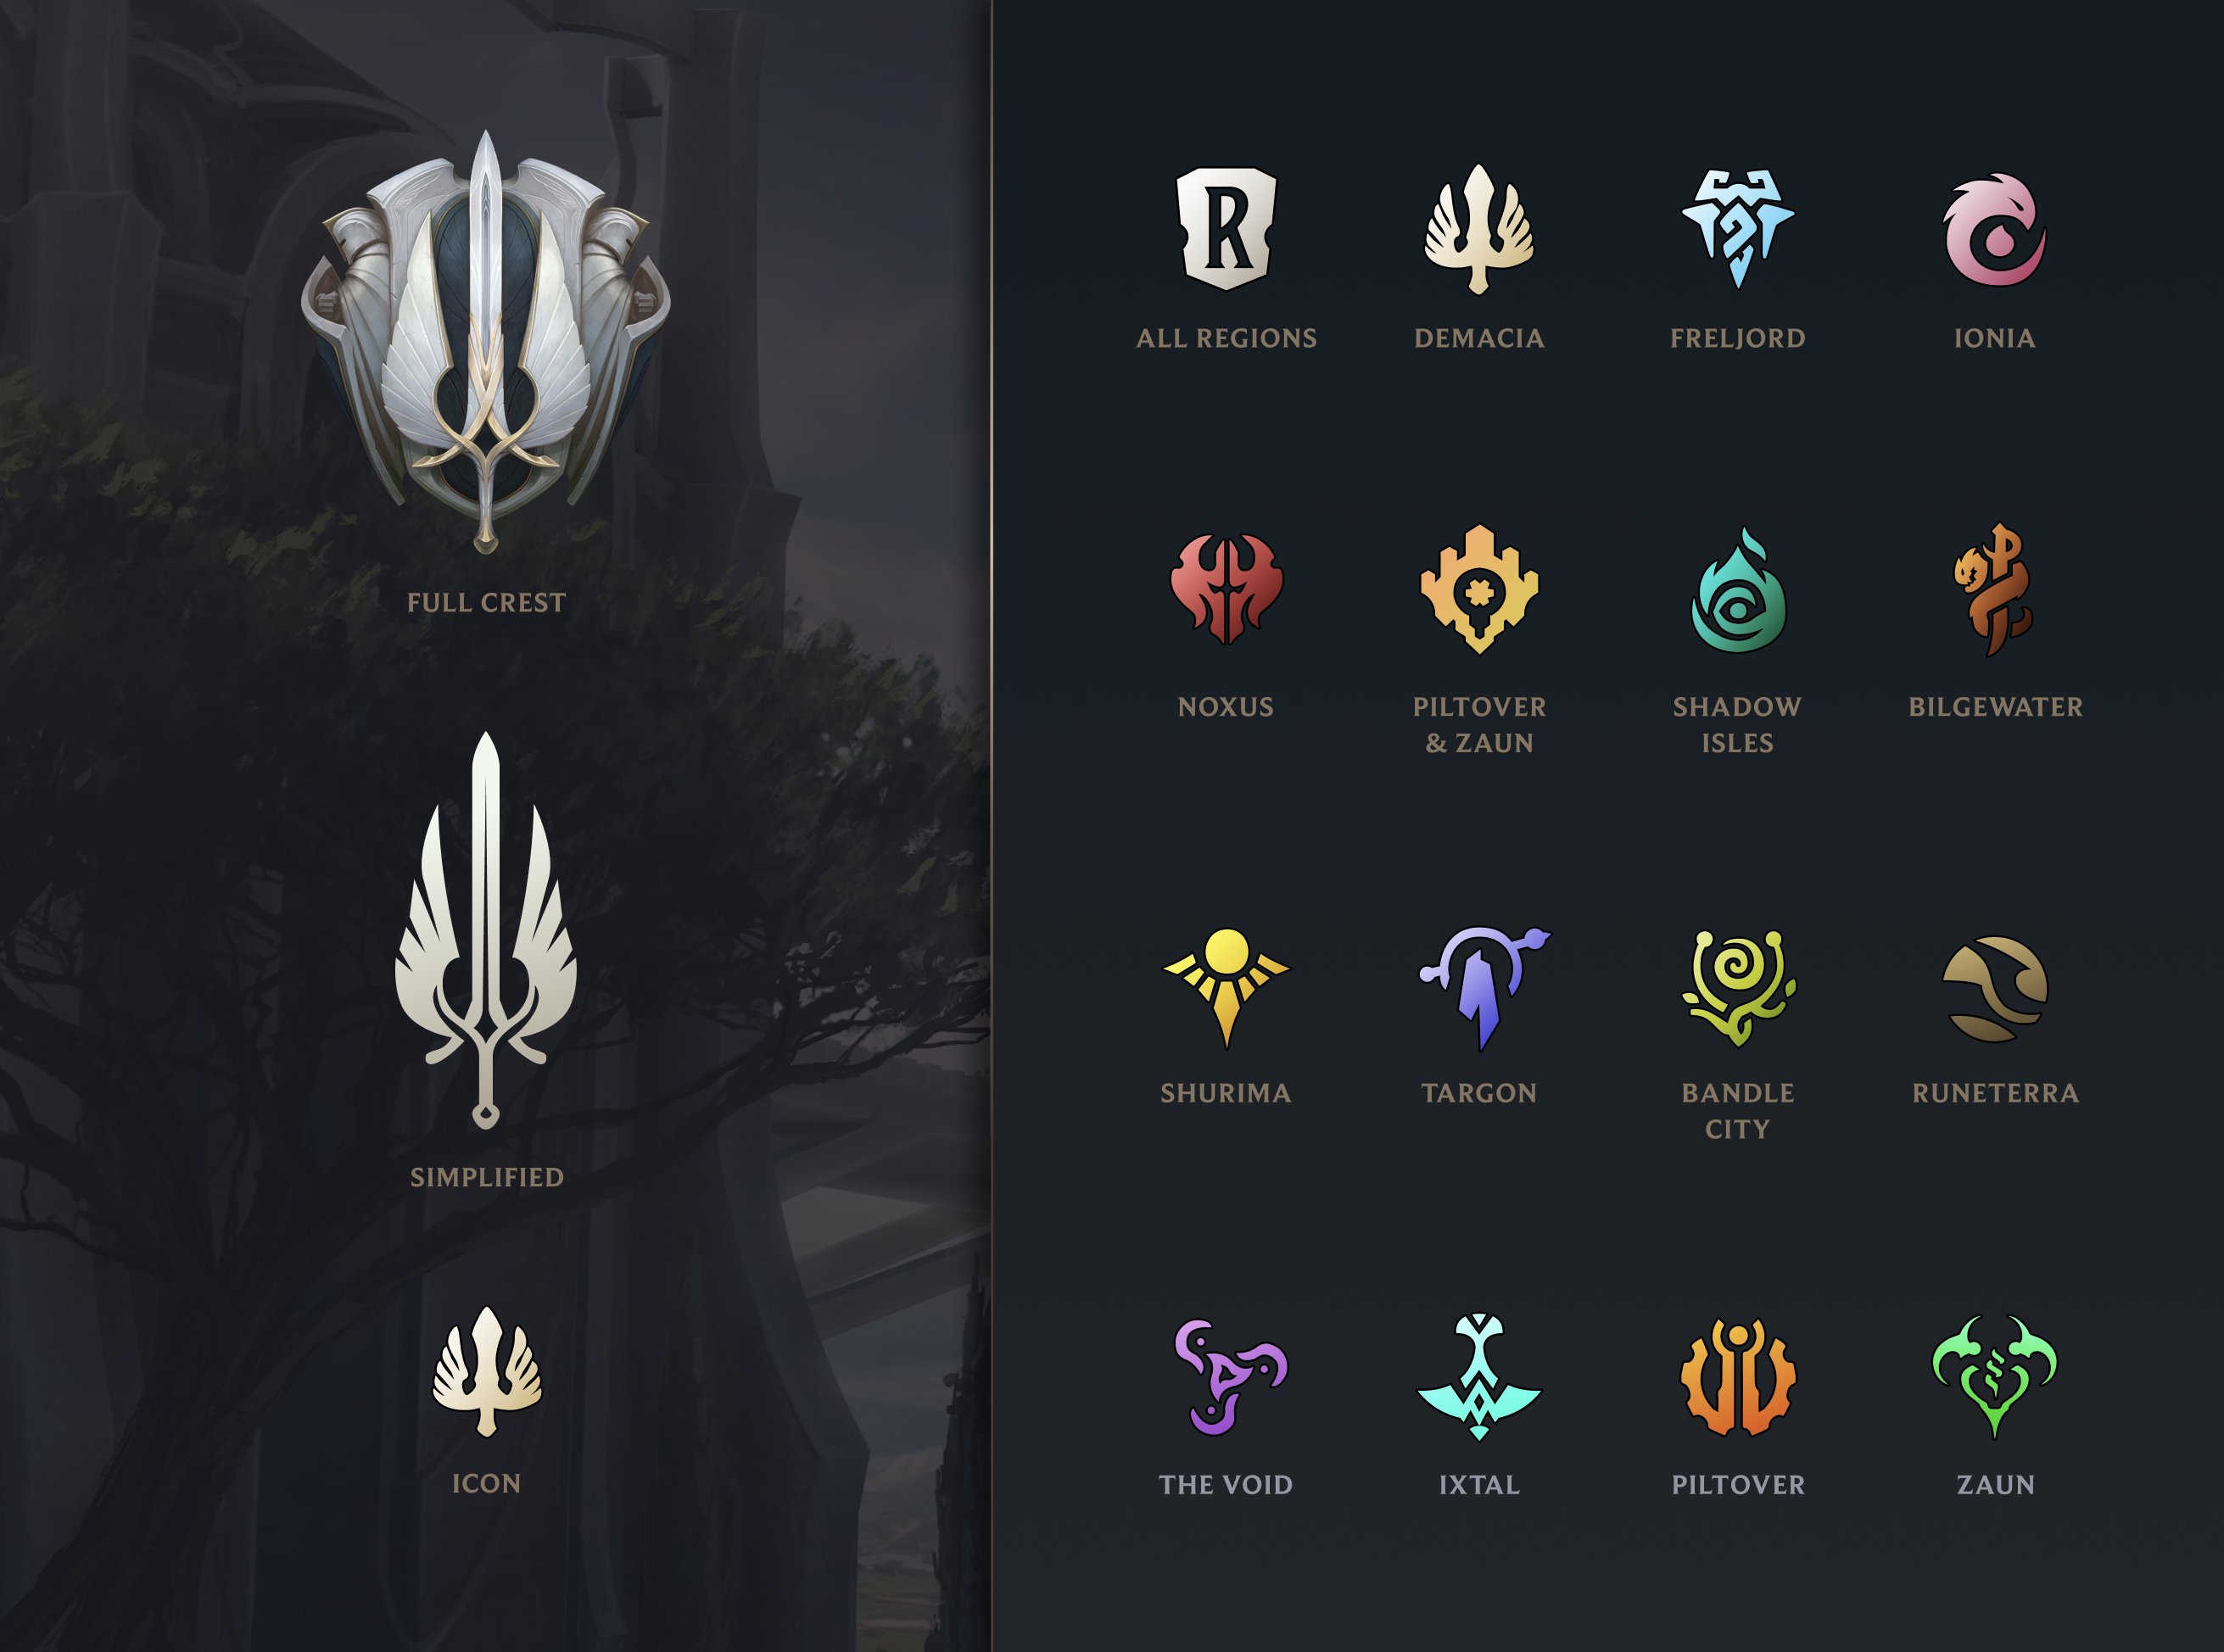 FULL CREST
SIMPLIFIED
ICON
R
ALL REGIONS
DEMACIA
FRELJORD
IONIA
NOXUS
PILTOVER
& ZAUN
SHADOW
ISLES
BILGEWATER
SHURIMA
TARGON
BANDLE
CITY
RUNETERRA
THE VOID
IXTAL
PILTOVER
ZAUN